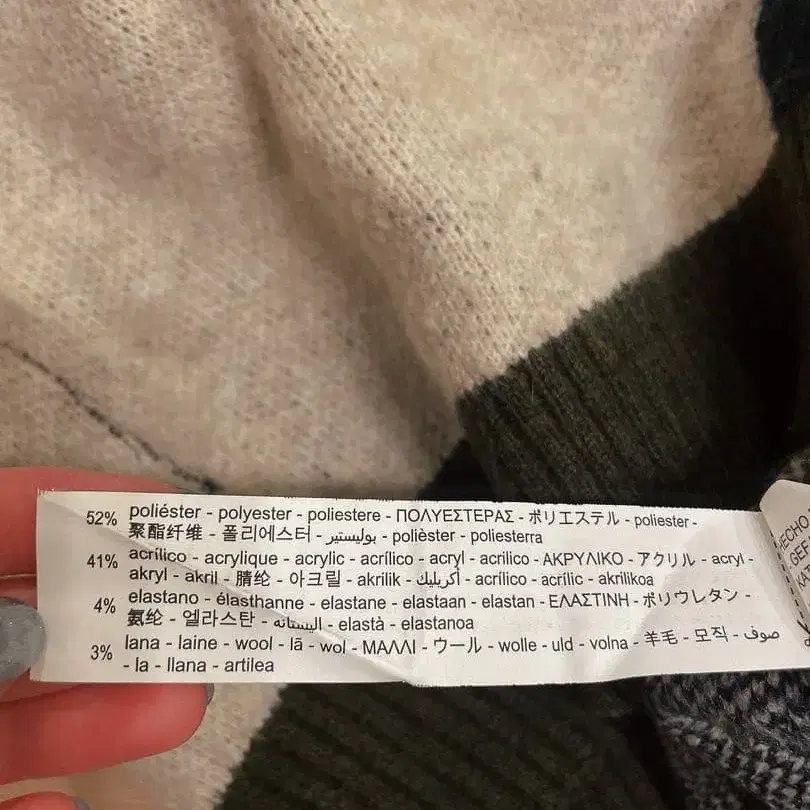 52% poliéster - polyester - poliestere - ΠΟΛΥΕΣΤΕΡΑΣ - ポリエステル - poliester -
聚酯纤维 - 폴리에스터 - بوليستير - polièster - poliesterra
41% acrílico - acrylique - acrylic - acrílico - acryl - acrilico - ΑΚΡΥΛΙΚΟ - アクリル - acryl -
akryl - akril - 腈纶 - 아크릴 - akrilik - أكريليك - acrílico - acrílic - akrilikoa
4% elastano - élasthanne - elastane - elastaan - elastan - ΕΛΑΣΤΙΝΗ - ポリウレタン -
氨纶 - 엘라스탄 - اليستانه - elastà - elastanoa
3% lana - laine - wool - lã - wol - ΜΑΛΛΙ - ウール - wolle - uld - volna - 羊毛 - 모직 - صوف
- la - llana - artilea
HECHO
GEF